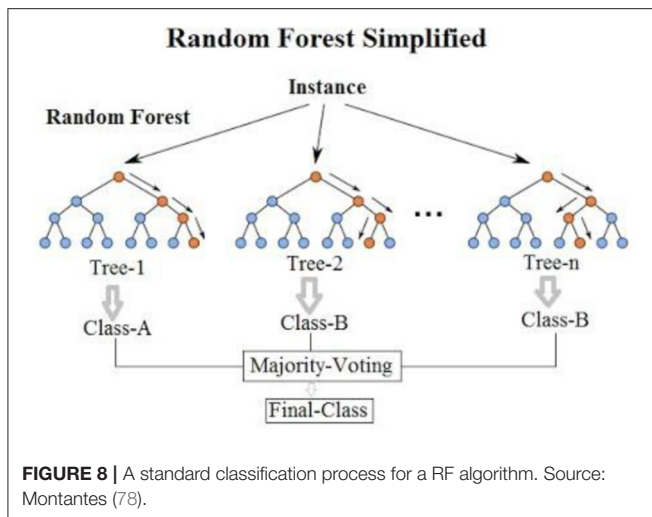 Random Forest Simplified
Instance
Random Forest
...
Tree-1 Tree-2 Tree-n
Class-A Class-B Class-B
Majority-Voting
Final-Class
FIGURE 8 | A standard classification process for a RF algorithm. Source:
Montantes (78).